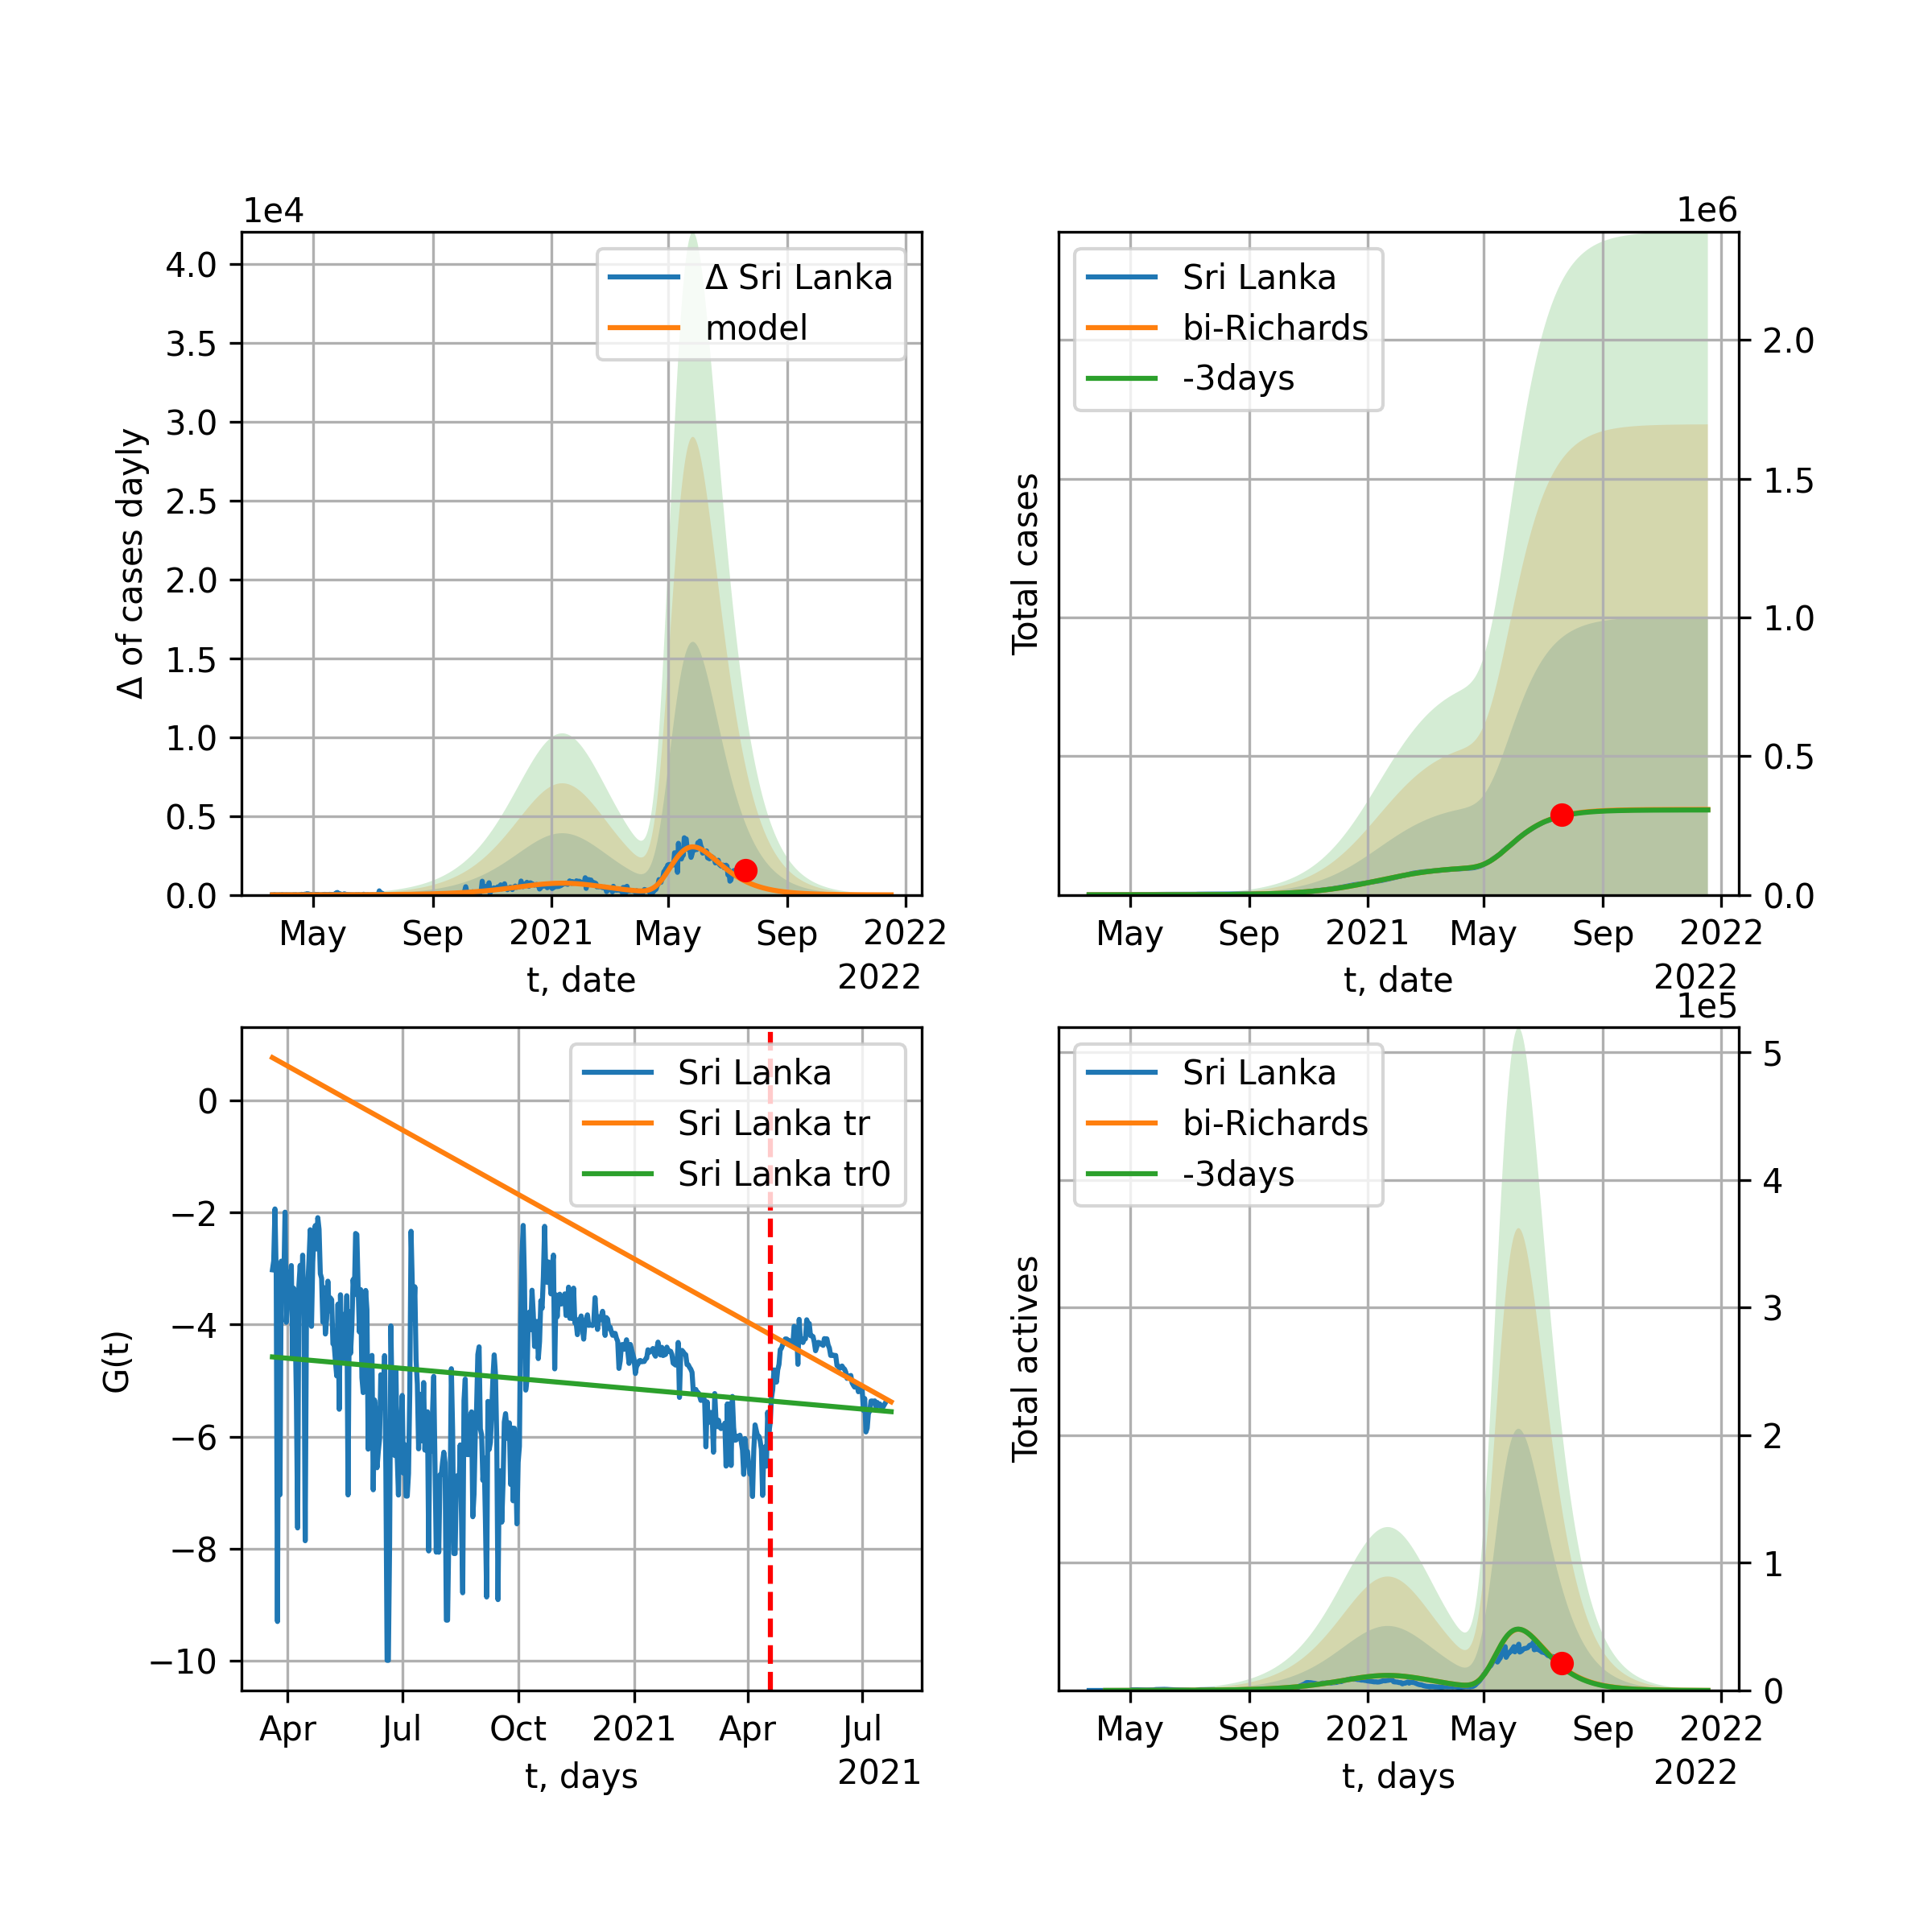 1e4
Δ of cases dayly
4.0
3.5
3.0
2.5
2.0
1.5
1.0
0.5
0.0
Δ Sri Lanka
model
May Sep 2021 May Sep 2022
t, date
2022
1e6
Total cases
Sri Lanka
bi-Richards
-3days
2.0
1.5
1.0
0.5
0.0
May Sep 2021 May Sep 2022
t, date
2022
G(t)
0
−2
−4
−6
−8
−10
Sri Lanka
Sri Lanka tr
Sri Lanka tr0
Apr Jul Oct 2021 Apr Jul
t, days
2021
1e5
Total actives
Sri Lanka
bi-Richards
-3days
5
4
3
2
1
0
May Sep 2021 May Sep 2022
t, days
2022